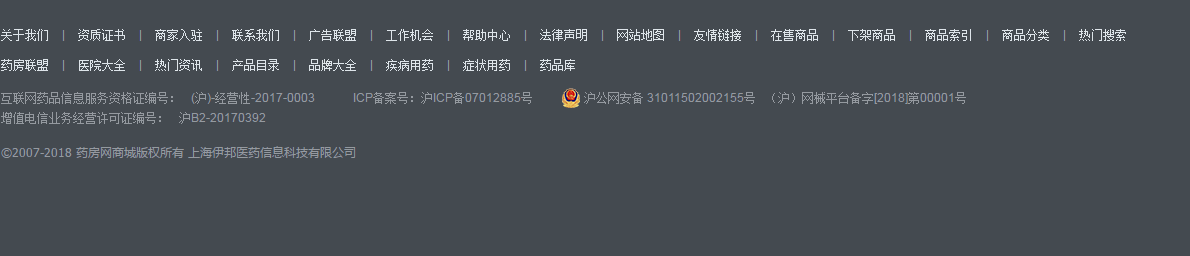 关于我们 | 资质证书 | 商家入驻 | 联系我们 | 广告联盟 | 工作机会 | 帮助中心 | 法律声明 | 网站地图 | 友情链接 | 在售商品 | 下架商品 | 商品索引 | 商品分类 | 热门搜索
药房联盟 | 医院大全 | 热门资讯 | 产品目录 | 品牌大全 | 疾病用药 | 症状用药 | 药品库
互联网药品信息服务资格证编号： (沪)-经营性-2017-0003 ICP备案号：沪ICP备07012885号 沪公网安备 31011502002155号 （沪）网械平台备字[2018]第00001号
增值电信业务经营许可证编号： 沪B2-20170392
©2007-2018 药房网商城版权所有 上海伊邦医药信息科技有限公司